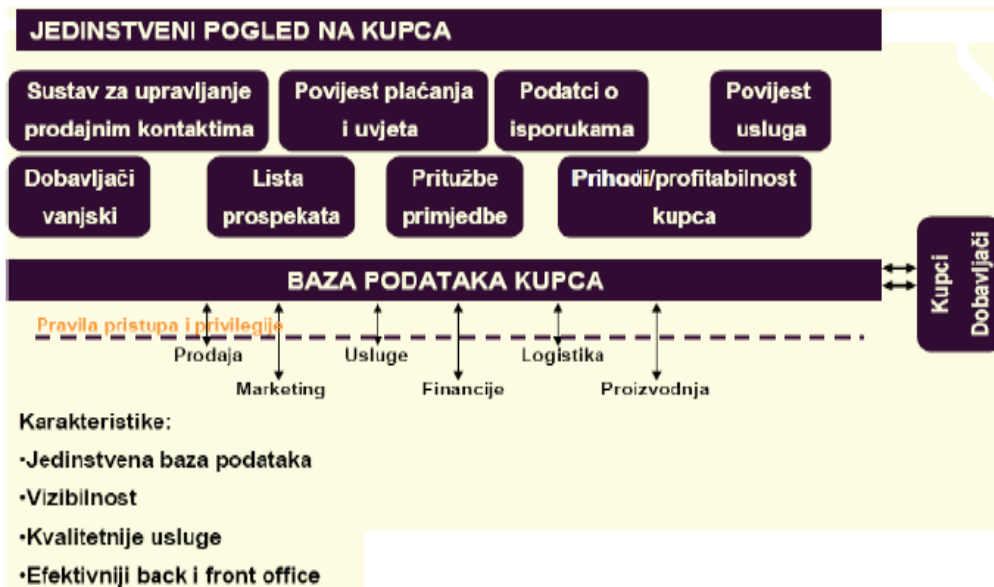 JEDINSTVENI POGLED NA KUPCA
Sustav za upravljanje
prodajnim kontaktima
Povijest plaćanja
i uvjeta
Podatci o
isporukama
Povijest
usluga
Dobavljači
vanjski
Lista
prospekata
Pritužbe
primjedbe
Prihodi/profitabilnost
kupca
Kupci
Dobavljači
BAZA PODATAKA KUPCA
Pravila pristupa i privilegije
Prodaja
Usluge
Logistika
Marketing
Financije
Proizvodnja
Karakteristike:
•Jedinstvena baza podataka
•Vizibilnost
•Kvalitetnije usluge
•Efektivniji back i front office